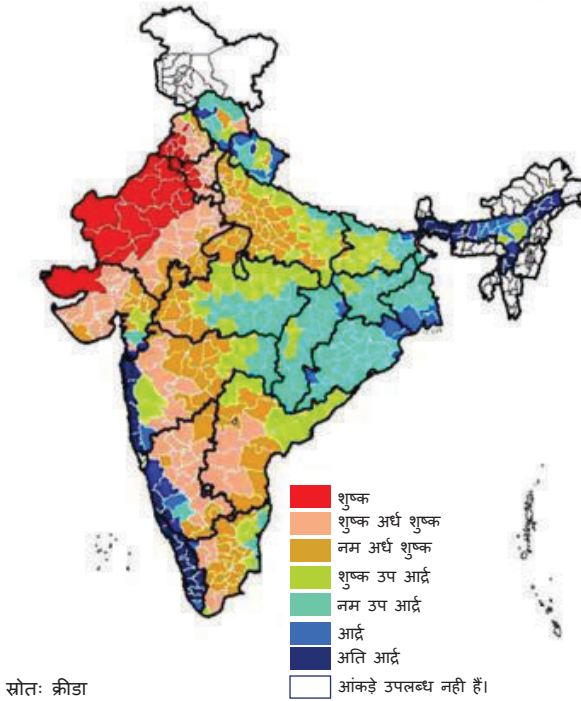 शुष्क
शुष्क अर्ध शुष्क
नम अर्ध शुष्क
शुष्क उप आर्द्र
नम उप आर्द्र
आर्द्र
अति आर्द्र
आंकड़े उपलब्ध नही हैं।
स्रोतः क्रीडा